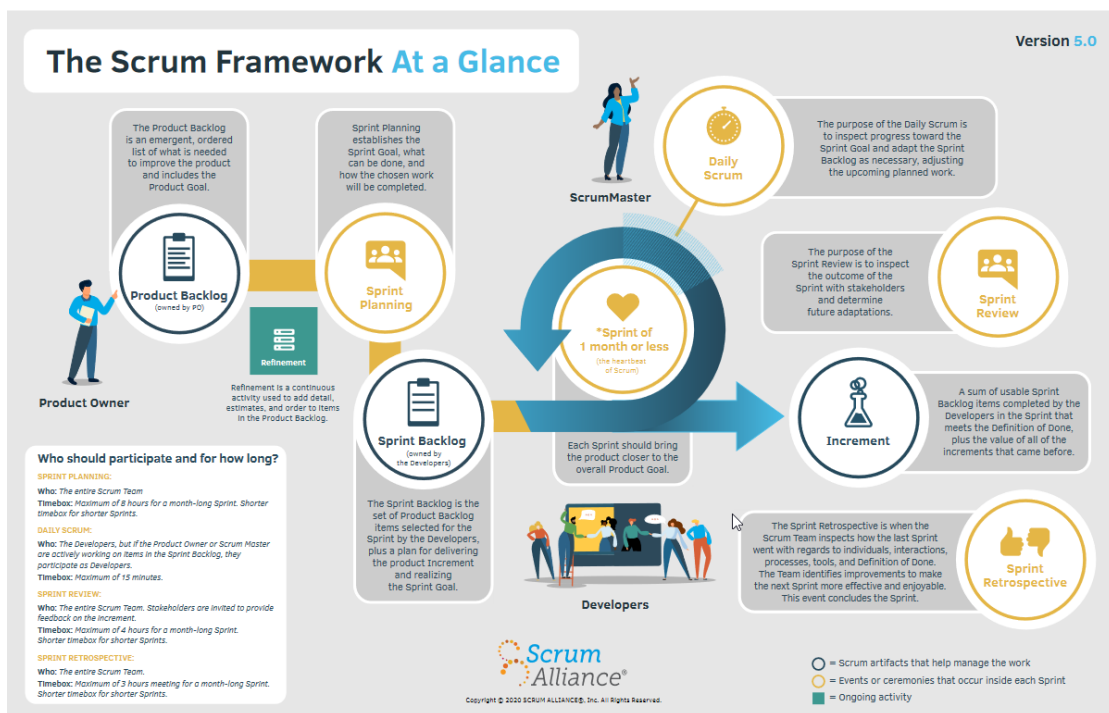 The Scrum Framework At a Glance
Version 5.0
The Product Backlog
is an emergent, ordered
list of what is needed
to improve the product
and includes the
Product Goal.
Product Backlog
(owned by PO)
Product Owner
Sprint Planning
establishes the
Sprint Goal, what
can be done, and
how the chosen work
will be completed.
Sprint
Planning
Refinement
Refinement is a continuous
activity used to add detail,
estimates, and order to items
in the Product Backlog.
Sprint Backlog
(owned by
the Developers)
The Sprint Backlog is the
set of Product Backlog
items selected for the
Sprint by the Developers,
plus a plan for delivering
the product Increment
and realizing
the Sprint Goal.
ScrumMaster
Daily
Scrum
The purpose of the Daily Scrum is
to inspect progress toward the
Sprint Goal and adapt the Sprint
Backlog as necessary, adjusting
the upcoming planned work.
*Sprint of
1 month or less
(the heartbeat
of Scrum)
Each Sprint should bring
the product closer to the
overall Product Goal.
Developers
The purpose of the
Sprint Review is to inspect
the outcome of the
Sprint with stakeholders
and determine
future adaptations.
Sprint
Review
Increment
A sum of usable Sprint
Backlog items completed by the
Developers in the Sprint that
meets the Definition of Done,
plus the value of all of the
increments that came before.
The Sprint Retrospective is when the
Scrum Team inspects how the last Sprint
went with regards to individuals, interactions,
processes, tools, and Definition of Done.
The Team identifies improvements to make
the next Sprint more effective and enjoyable.
This event concludes the Sprint.
Sprint
Retrospective
Who should participate and for how long?
SPRINT PLANNING:
Who: The entire Scrum Team
Timebox: Maximum of 8 hours for a month-long Sprint. Shorter
timebox for shorter Sprints.
DAILY SCRUM:
Who: The Developers, but if the Product Owner or Scrum Master
are actively working on items in the Sprint Backlog, they
participate as Developers.
Timebox: Maximum of 15 minutes.
SPRINT REVIEW:
Who: The entire Scrum Team. Stakeholders are invited to provide
feedback on the Increment.
Timebox: Maximum of 4 hours for a month-long Sprint.
Shorter timebox for shorter Sprints.
SPRINT RETROSPECTIVE:
Who: The entire Scrum Team.
Timebox: Maximum of 3 hours meeting for a month-long Sprint.
Shorter timebox for shorter Sprints.
Scrum
Alliance®
Copyright © 2020 SCRUM ALLIANCE®, Inc. All Rights Reserved.
= Scrum artifacts that help manage the work
= Events or ceremonies that occur inside each Sprint
= Ongoing activity